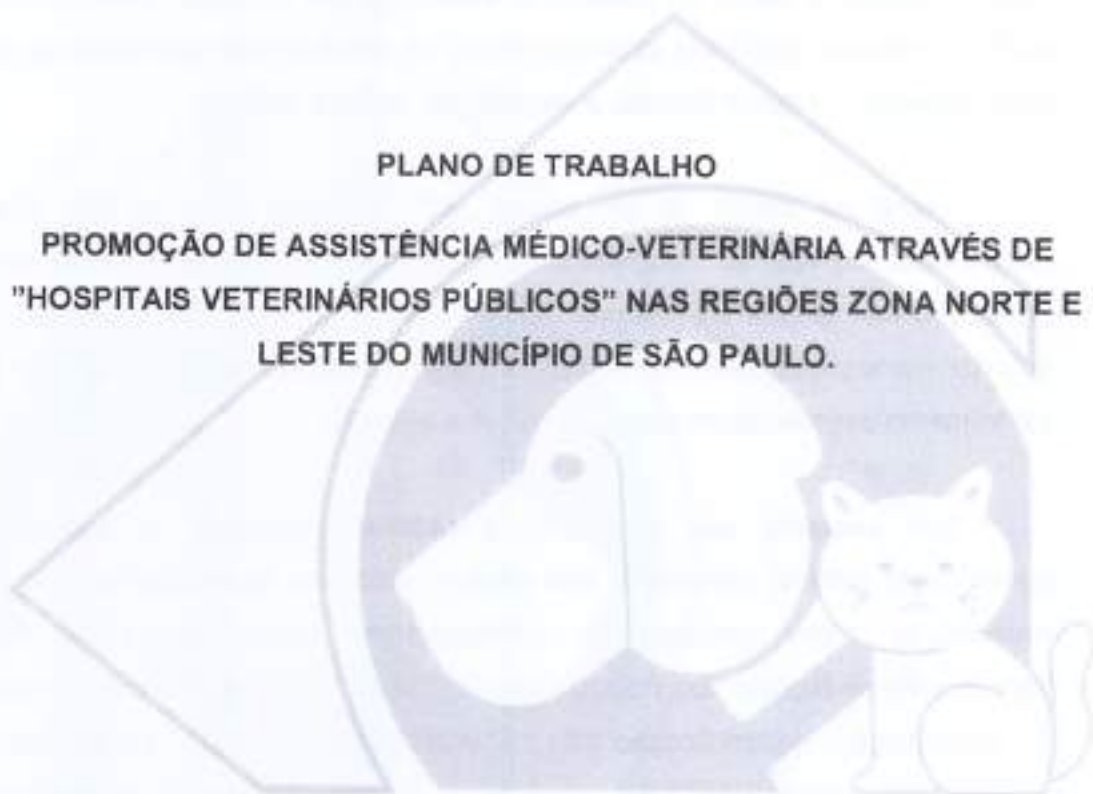 PLANO DE TRABALHO
PROMOÇÃO DE ASSISTÊNCIA MÉDICO-VETERINÁRIA ATRAVÉS DE
”HOSPITAIS VETERINÁRIOS PÚBLICOS” NAS REGIÕES ZONA NORTE E
LESTE DO MUNICÍPIO DE SÃO PAULO.